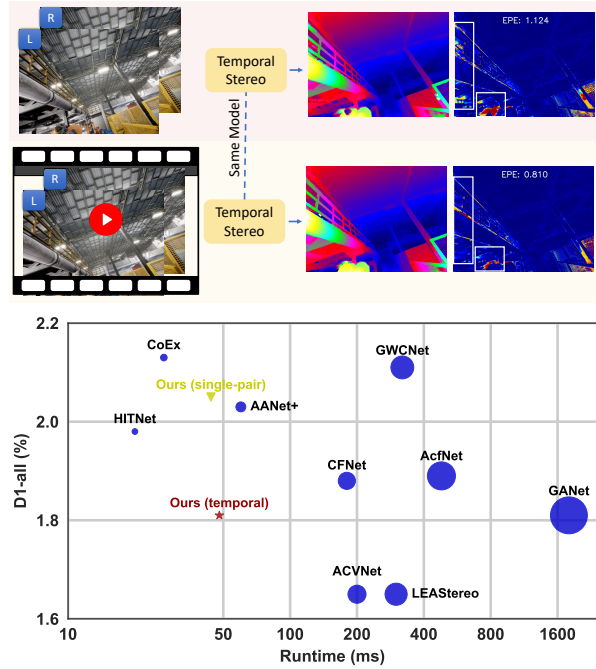 R
L
Temporal
Stereo
EPE: 1.124
Same Model
R
L
Temporal
Stereo
EPE: 0.810
2.2
2.0
1.8
1.6
D1-all (%)
CoEx
GWCNet
Ours (single-pair)
AANet+
HITNet
CFNet
AcfNet
GANet
Ours (temporal)
ACVNet
LEAStereo
10
50
100
200
400
800
1600
Runtime (ms)